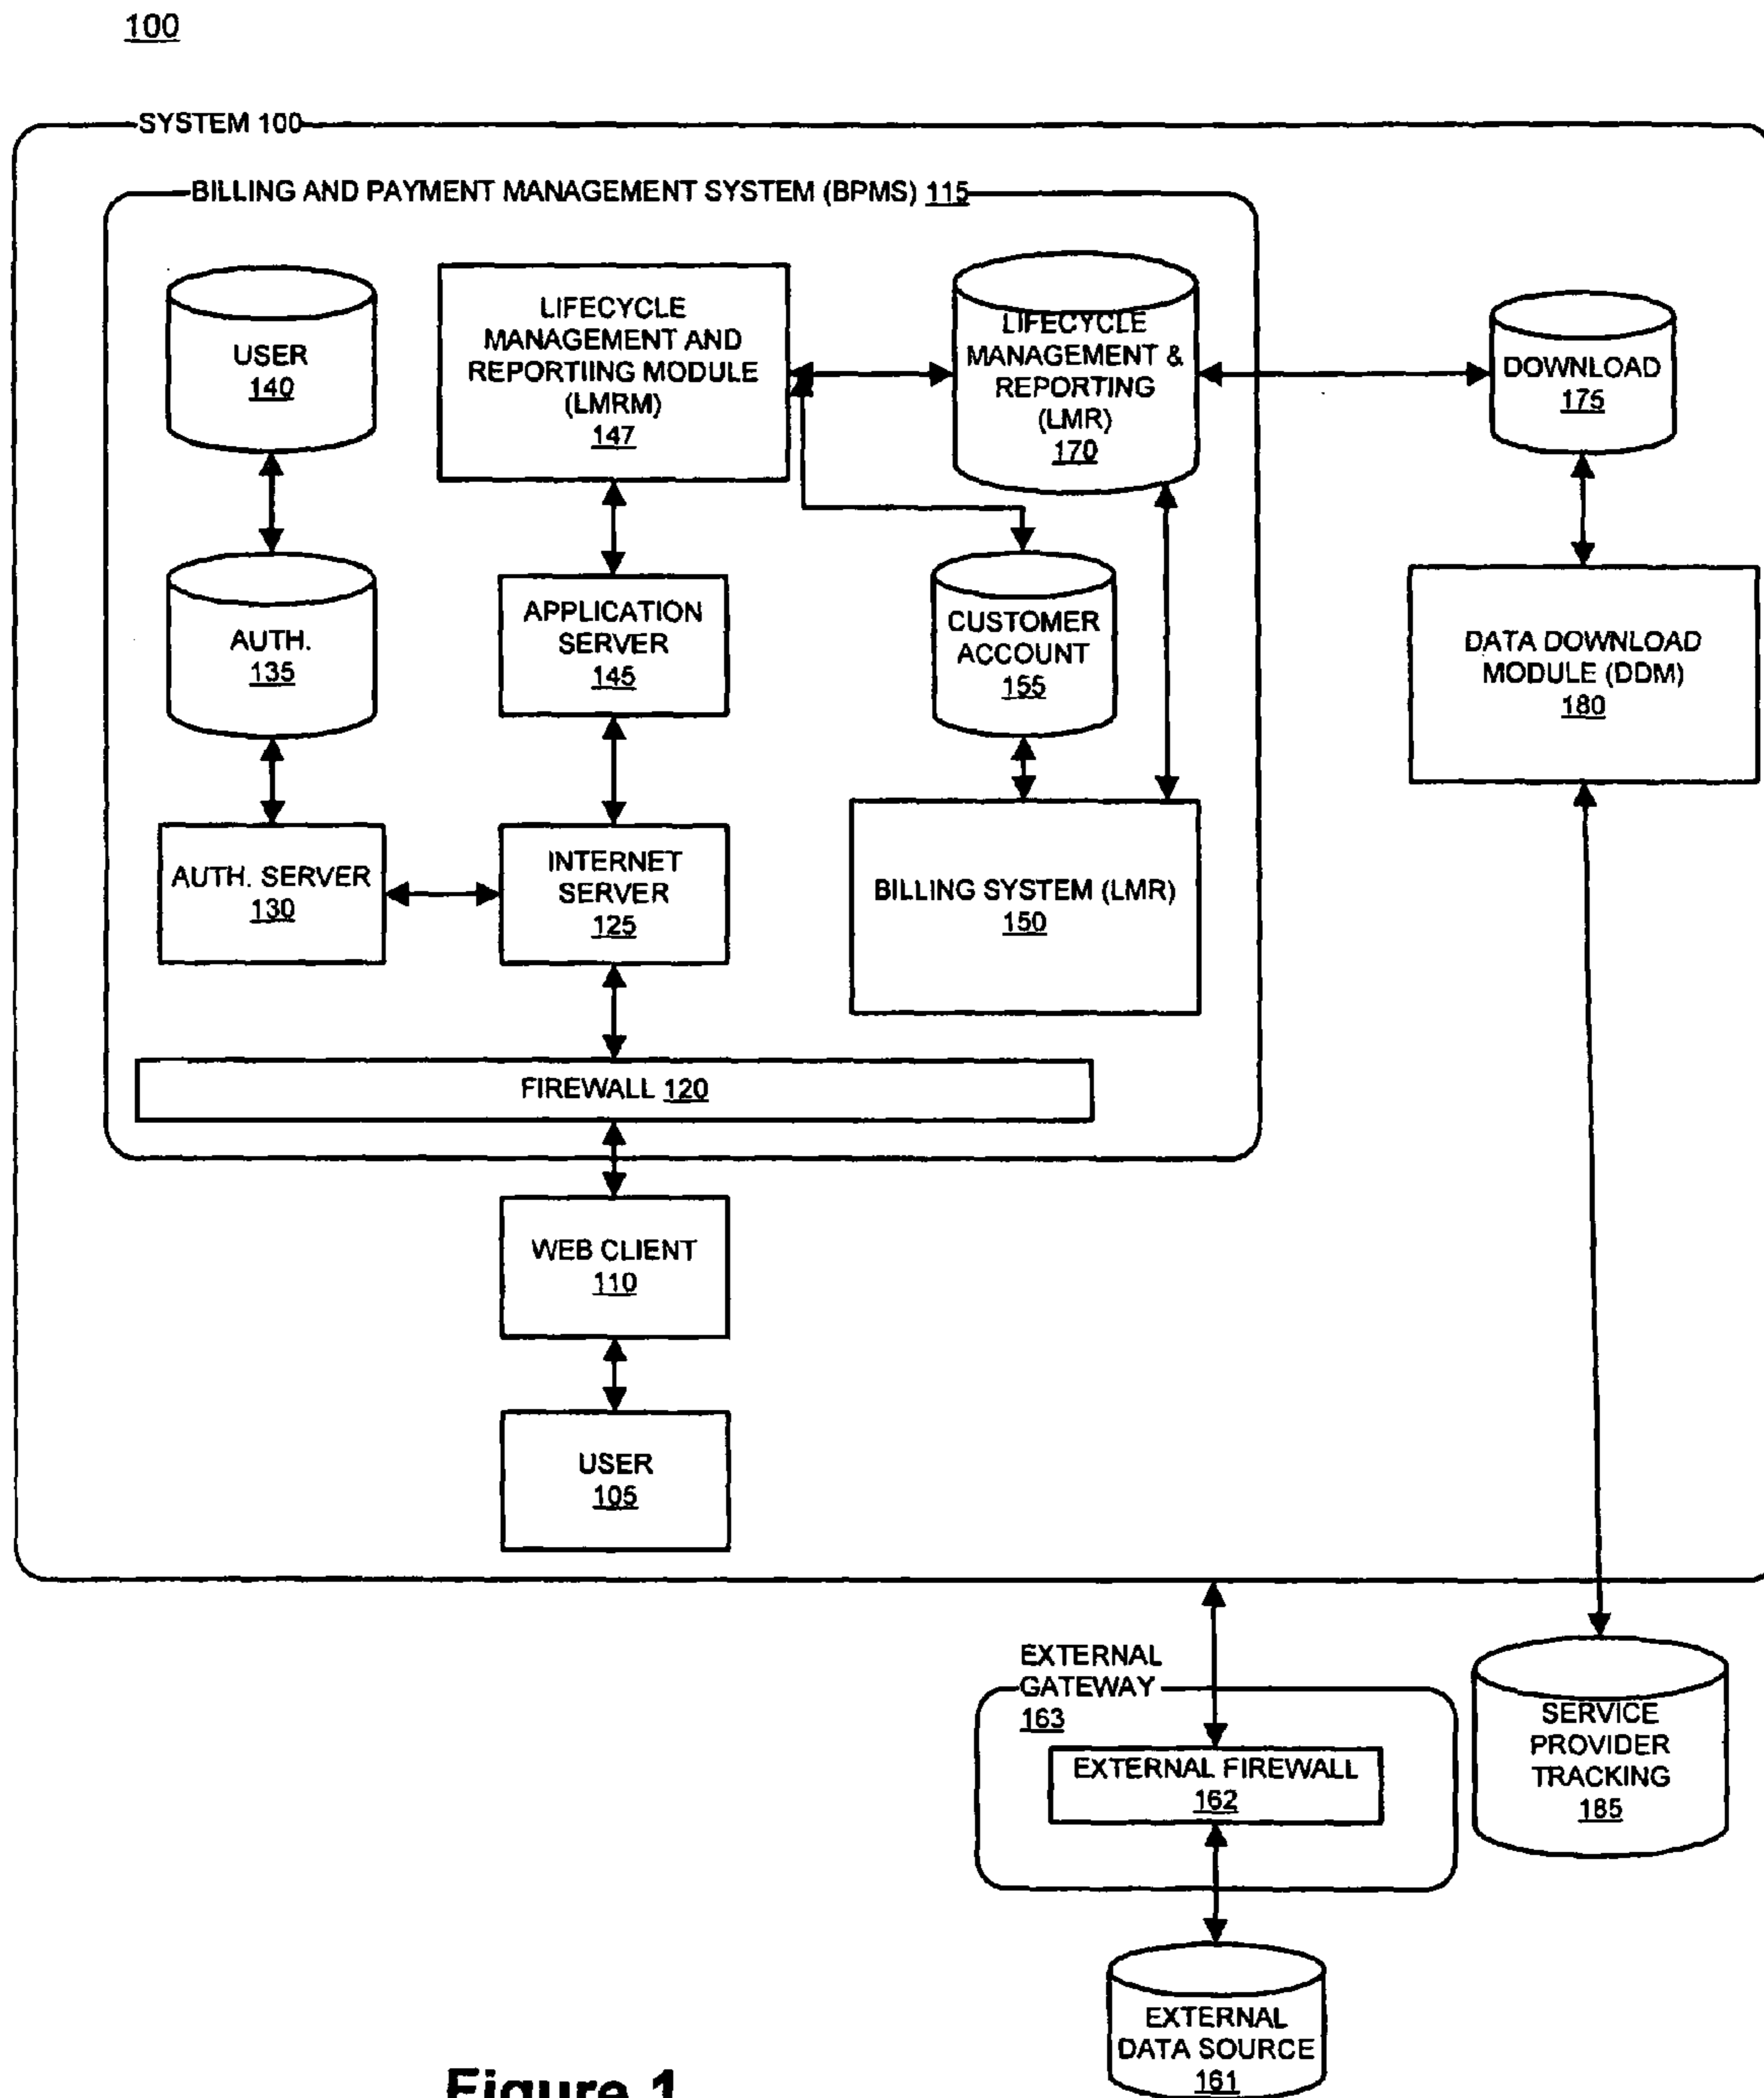 100
SYSTEM 100
BILLING AND PAYMENT MANAGEMENT SYSTEM (BPMS) 115
USER
140
LIFECYCLE
MANAGEMENT AND
REPORTIING MODULE
(LMRM)
147
LIFECYCLE
MANAGEMENT &
REPORTING
(LMR)
170
DOWNLOAD
175
AUTH.
135
APPLICATION
SERVER
145
CUSTOMER
ACCOUNT
155
DATA DOWNLOAD
MODULE (DDM)
180
AUTH. SERVER
130
INTERNET
SERVER
125
BILLING SYSTEM (LMR)
150
FIREWALL 120
WEB CLIENT
110
USER
105
EXTERNAL
GATEWAY
163
EXTERNAL FIREWALL
162
SERVICE
PROVIDER
TRACKING
185
EXTERNAL
DATA SOURCE
161
Figure 1